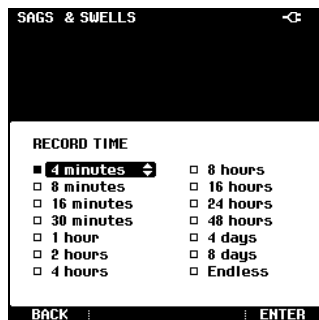 SAGS & SWELLS
RECORD TIME
4 minutes
8 minutes
16 minutes
30 minutes
1 hour
2 hours
4 hours
8 hours
16 hours
24 hours
48 hours
4 days
8 days
Endless
BACK
ENTER